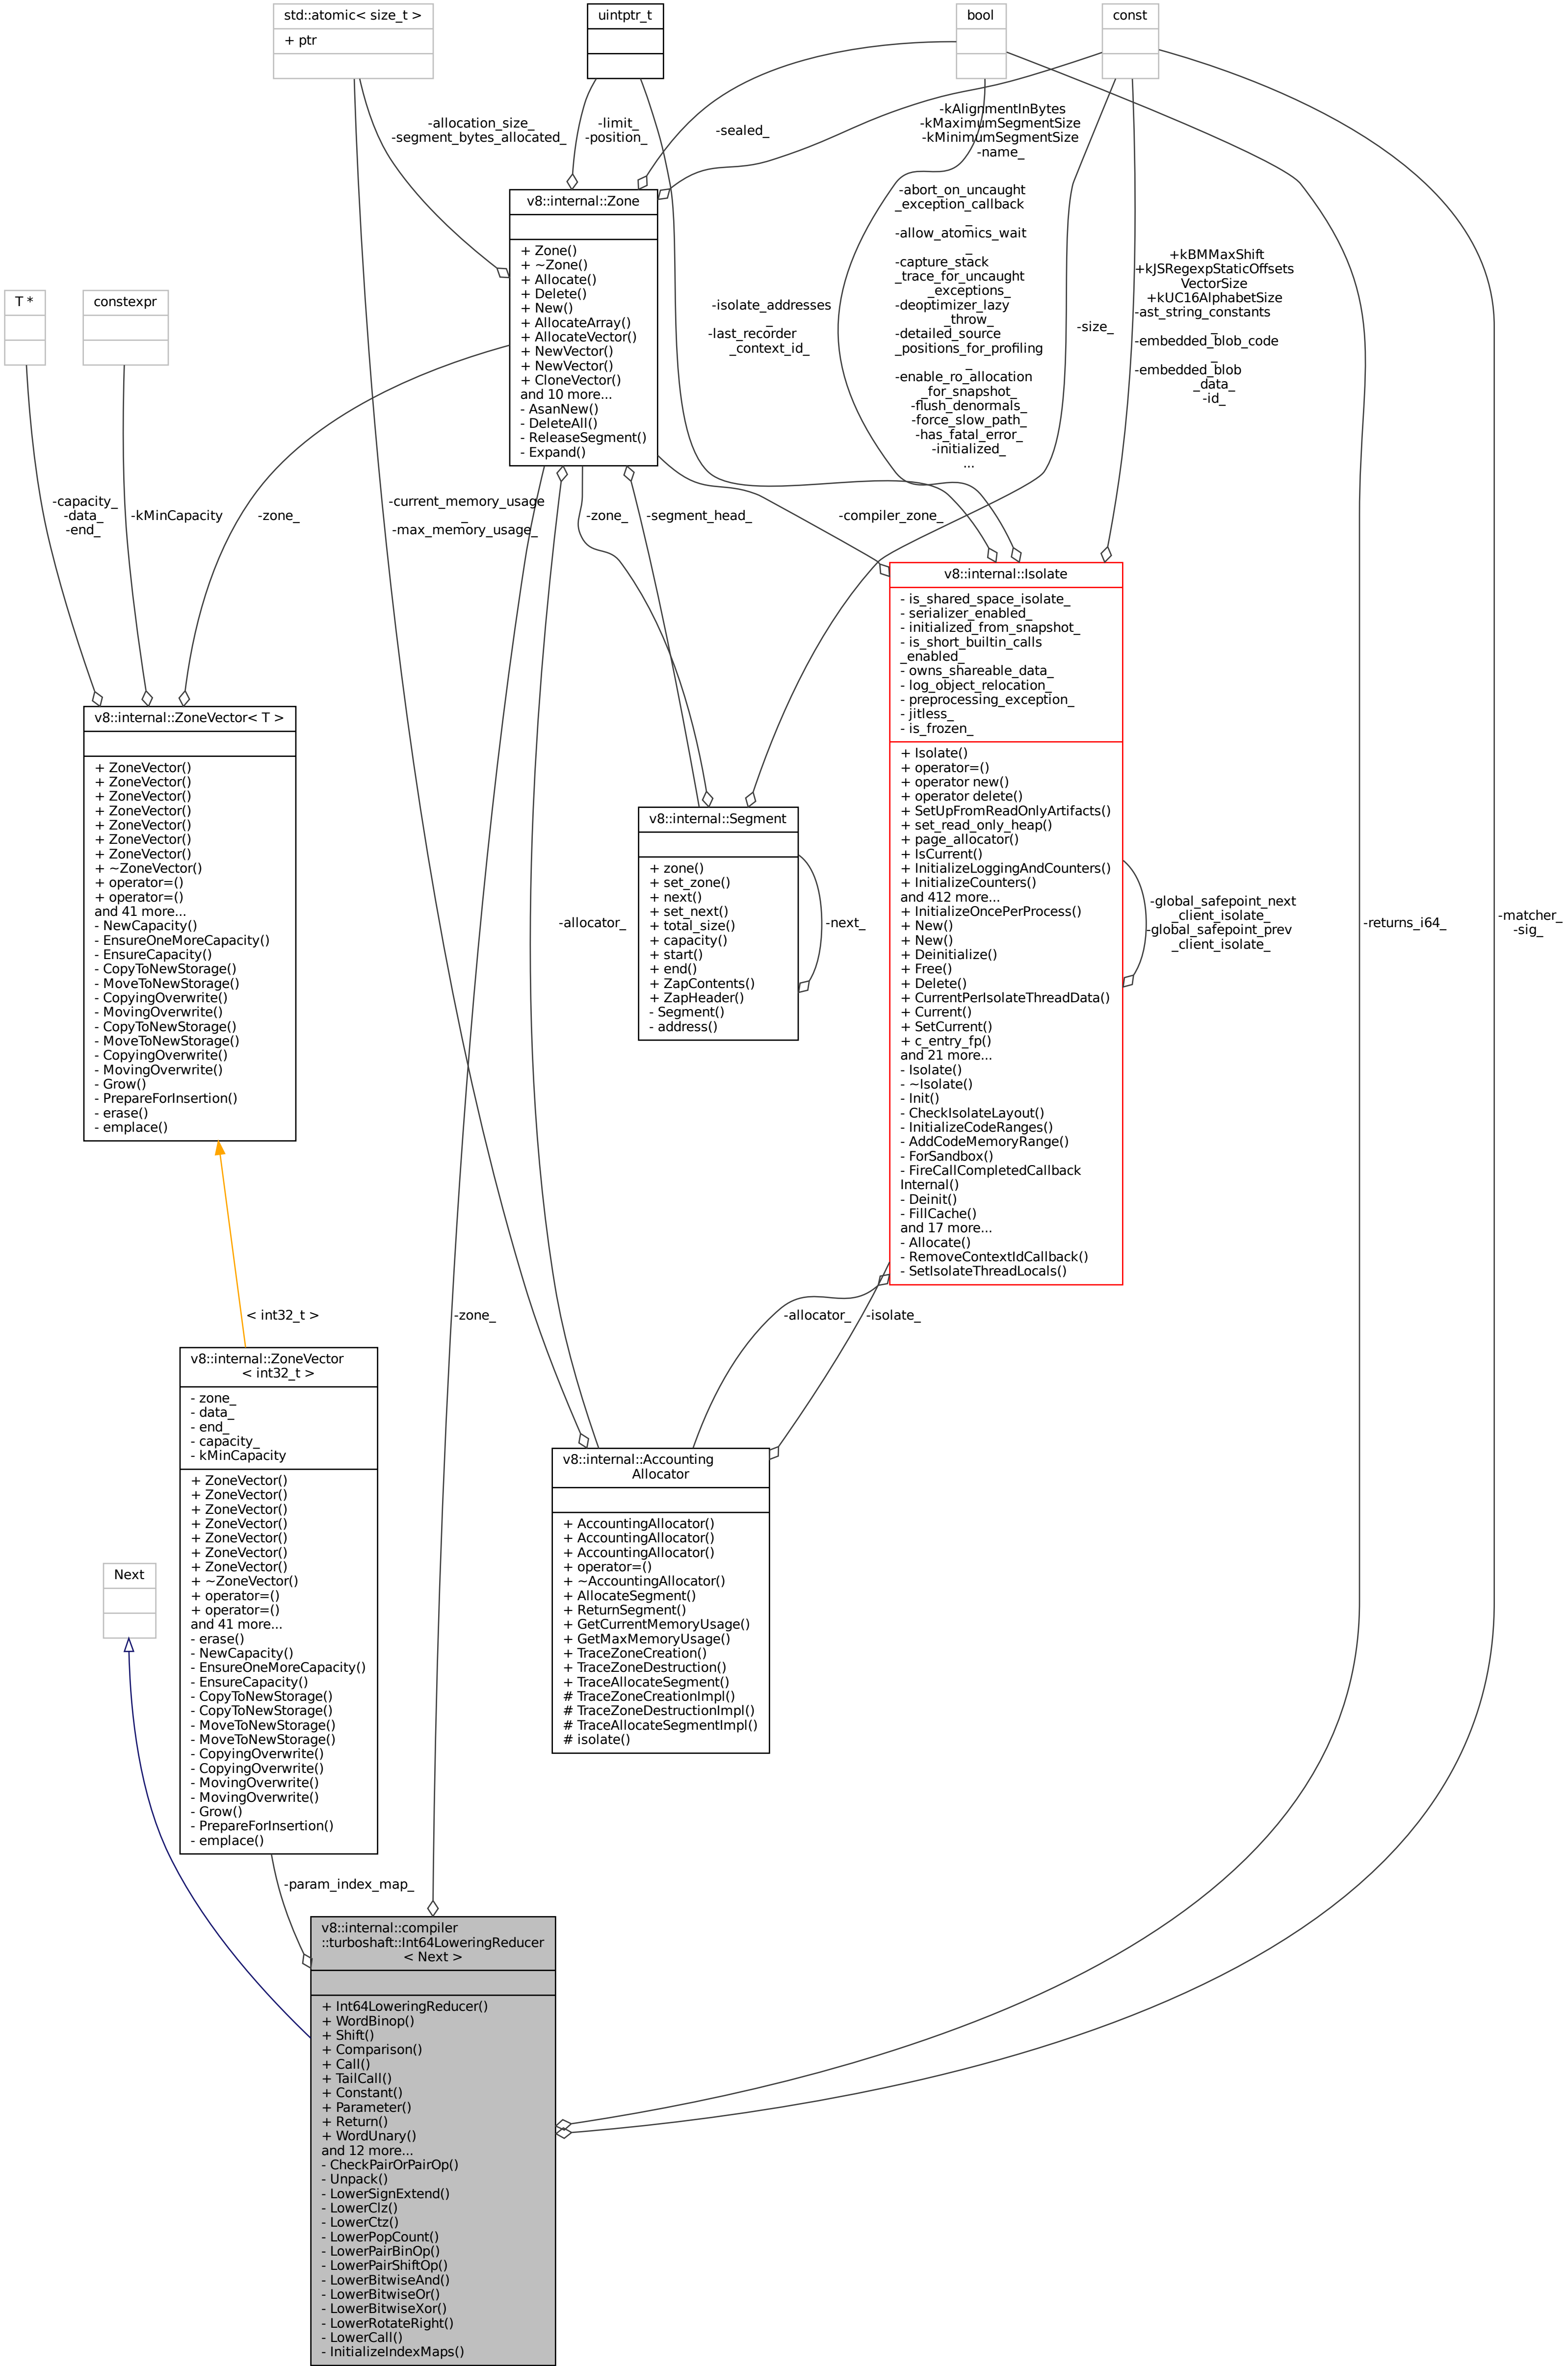 std::atomic< size_t >
+ ptr
uintptr_t
bool
const
-allocation_size_
-segment_bytes_allocated_
-limit_
-position_
-sealed_
-kAlignmentInBytes
-kMaximumSegmentSize
-kMinimumSegmentSize
-name_
v8::internal::Zone
+ Zone()
+ ~Zone()
+ Allocate()
+ Delete()
+ New()
+ AllocateArray()
+ AllocateVector()
+ NewVector()
+ NewVector()
+ CloneVector()
and 10 more...
- AsanNew()
- DeleteAll()
- ReleaseSegment()
- Expand()
-isolate_addresses
_
-last_recorder
_context_id_
-abort_on_uncaught
_exception_callback
_
-allow_atomics_wait
_
-capture_stack
_trace_for_uncaught
_exceptions_
-deoptimizer_lazy
_throw_
-detailed_source
_positions_for_profiling
_
-enable_ro_allocation
_for_snapshot_
-flush_denormals_
-force_slow_path_
-has_fatal_error_
-initialized_
...
-size_
+kBMMaxShift
+kJSRegexpStaticOffsets
VectorSize
+kUC16AlphabetSize
-ast_string_constants
_
-embedded_blob_code
_
-embedded_blob
_data_
-id_
T *
constexpr
-capacity_
-data_
-end_
-kMinCapacity
-zone_
-current_memory_usage
_
-max_memory_usage_
-zone_
-segment_head_
-compiler_zone_
v8::internal::Isolate
- is_shared_space_isolate_
- serializer_enabled_
- initialized_from_snapshot_
- is_short_builtin_calls
_enabled_
- owns_shareable_data_
- log_object_relocation_
- preprocessing_exception_
- jitless_
- is_frozen_
+ Isolate()
+ operator=()
+ operator new()
+ operator delete()
+ SetUpFromReadOnlyArtifacts()
+ set_read_only_heap()
+ page_allocator()
+ IsCurrent()
+ InitializeLoggingAndCounters()
+ InitializeCounters()
and 412 more...
+ InitializeOncePerProcess()
+ New()
+ New()
+ Deinitialize()
+ Free()
+ Delete()
+ CurrentPerIsolateThreadData()
+ Current()
+ SetCurrent()
+ c_entry_fp()
and 21 more...
- Isolate()
- ~Isolate()
- Init()
- CheckIsolateLayout()
- InitializeCodeRanges()
- AddCodeMemoryRange()
- ForSandbox()
- FireCallCompletedCallback
Internal()
- Deinit()
- FillCache()
and 17 more...
- Allocate()
- RemoveContextIdCallback()
- SetIsolateThreadLocals()
v8::internal::ZoneVector< T >
+ ZoneVector()
+ ZoneVector()
+ ZoneVector()
+ ZoneVector()
+ ZoneVector()
+ ZoneVector()
+ ZoneVector()
+ ~ZoneVector()
+ operator=()
+ operator=()
and 41 more...
- NewCapacity()
- EnsureOneMoreCapacity()
- EnsureCapacity()
- CopyToNewStorage()
- MoveToNewStorage()
- CopyingOverwrite()
- MovingOverwrite()
- CopyToNewStorage()
- MoveToNewStorage()
- CopyingOverwrite()
- MovingOverwrite()
- Grow()
- PrepareForInsertion()
- erase()
- emplace()
v8::internal::Segment
+ zone()
+ set_zone()
+ next()
+ set_next()
+ total_size()
+ capacity()
+ start()
+ end()
+ ZapContents()
+ ZapHeader()
- Segment()
- address()
-allocator_
-next_
-global_safepoint_next
_client_isolate_
-global_safepoint_prev
_client_isolate_
-returns_i64_
-matcher_
-sig_
< int32_t >
-zone_
-allocator_
-isolate_
v8::internal::ZoneVector
< int32_t >
- zone_
- data_
- end_
- capacity_
- kMinCapacity
+ ZoneVector()
+ ZoneVector()
+ ZoneVector()
+ ZoneVector()
+ ZoneVector()
+ ZoneVector()
+ ZoneVector()
+ ~ZoneVector()
+ operator=()
+ operator=()
and 41 more...
- erase()
- NewCapacity()
- EnsureOneMoreCapacity()
- EnsureCapacity()
- CopyToNewStorage()
- CopyToNewStorage()
- MoveToNewStorage()
- MoveToNewStorage()
- CopyingOverwrite()
- CopyingOverwrite()
- MovingOverwrite()
- MovingOverwrite()
- Grow()
- PrepareForInsertion()
- emplace()
v8::internal::Accounting
Allocator
+ AccountingAllocator()
+ AccountingAllocator()
+ AccountingAllocator()
+ operator=()
+ ~AccountingAllocator()
+ AllocateSegment()
+ ReturnSegment()
+ GetCurrentMemoryUsage()
+ GetMaxMemoryUsage()
+ TraceZoneCreation()
+ TraceZoneDestruction()
+ TraceAllocateSegment()
# TraceZoneCreationImpl()
# TraceZoneDestructionImpl()
# TraceAllocateSegmentImpl()
# isolate()
Next
-param_index_map_
v8::internal::compiler
::turboshaft::Int64LoweringReducer
< Next >
+ Int64LoweringReducer()
+ WordBinop()
+ Shift()
+ Comparison()
+ Call()
+ TailCall()
+ Constant()
+ Parameter()
+ Return()
+ WordUnary()
and 12 more...
- CheckPairOrPairOp()
- Unpack()
- LowerSignExtend()
- LowerClz()
- LowerCtz()
- LowerPopCount()
- LowerPairBinOp()
- LowerPairShiftOp()
- LowerBitwiseAnd()
- LowerBitwiseOr()
- LowerBitwiseXor()
- LowerRotateRight()
- LowerCall()
- InitializeIndexMaps()